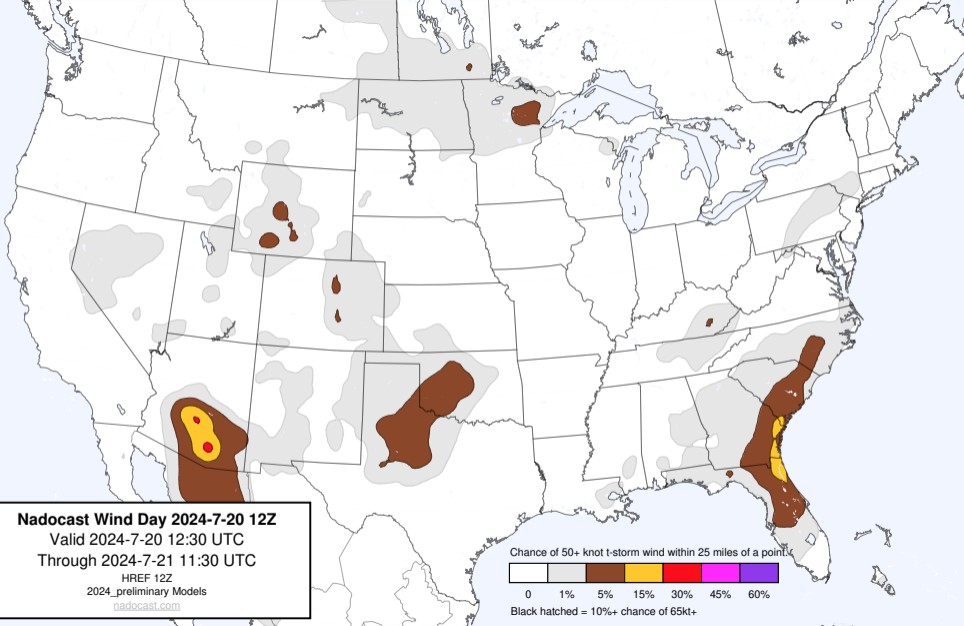 Nadocast Wind Day 2024-7-20 12Z
Valid 2024-7-20 12:30 UTC
Through 2024-7-21 11:30 UTC
HREF 12Z
2024_preliminary Models
nadocast.com
Chance of 50+ knot t-storm wind within 25 miles of a point.
0 1% 5% 15% 30% 45% 60%
Black hatched = 10%+ chance of 65kt+